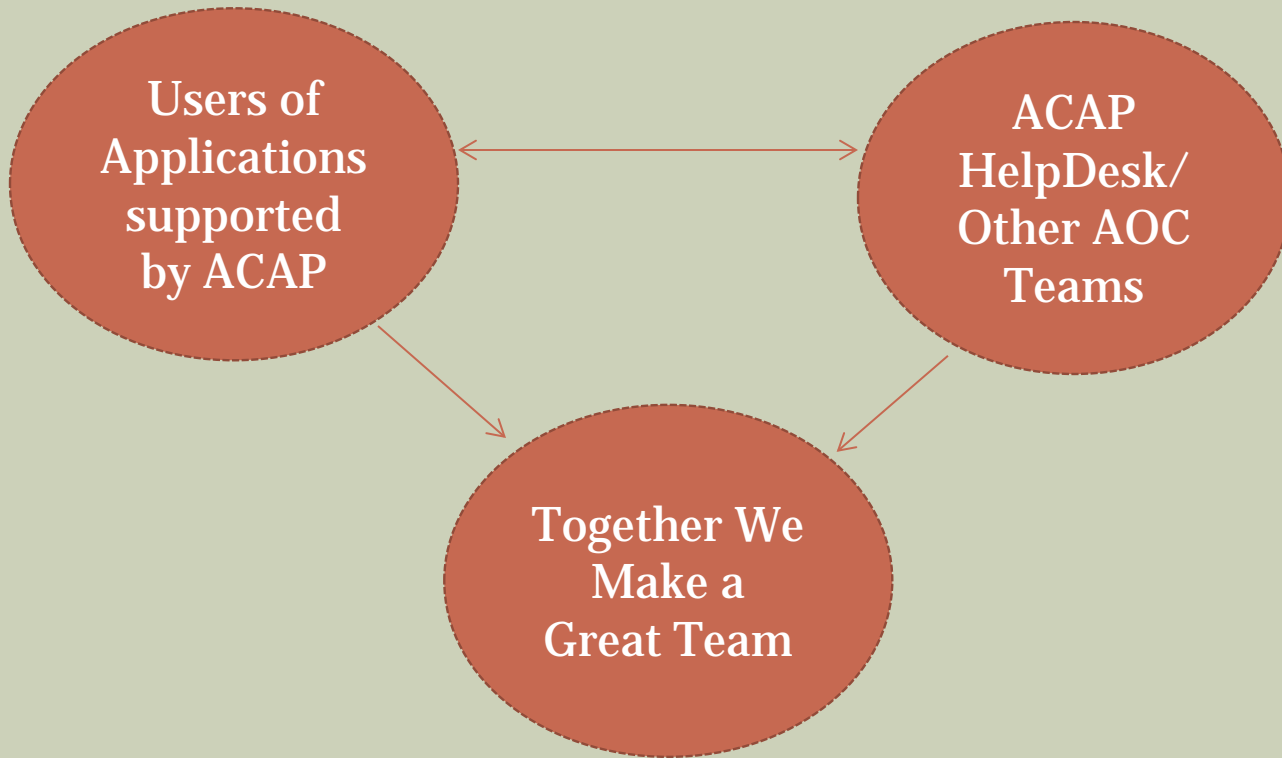 Users of
Applications
supported
by ACAP
ACAP
HelpDesk/
Other AOC
Teams
Together We
Make a
Great Team